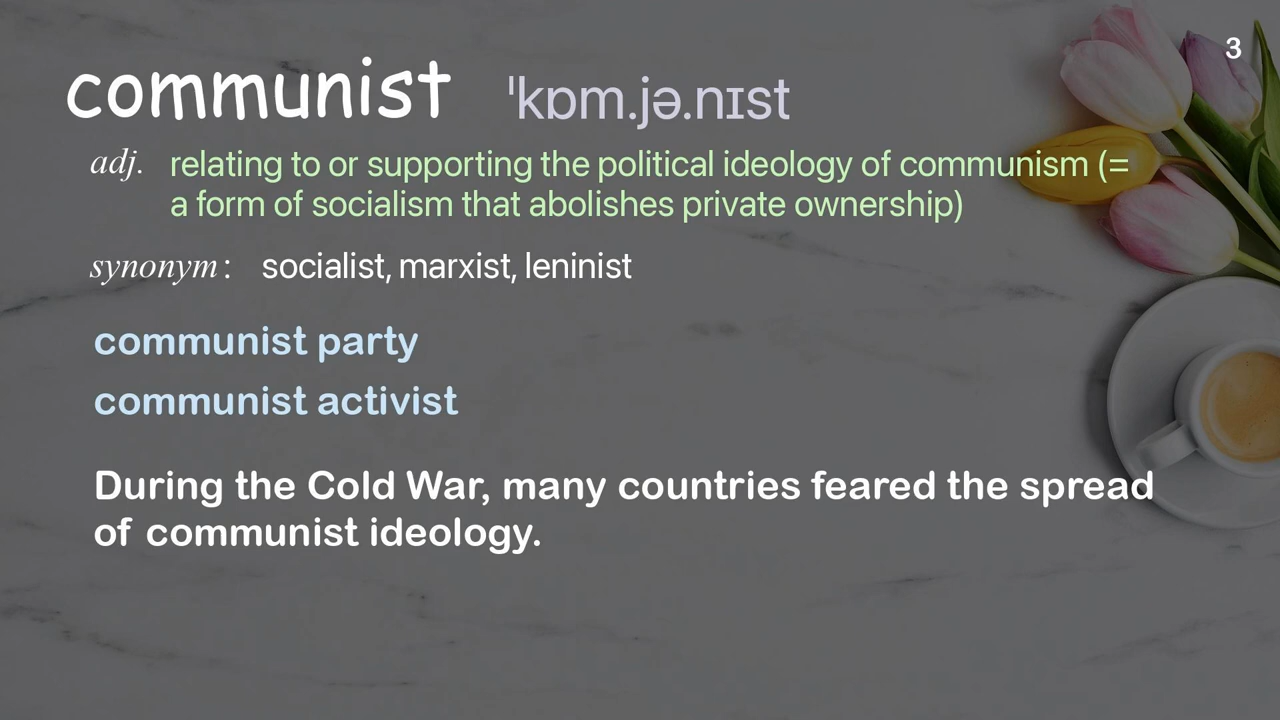 3
communist ˈkɒm.jə.nɪst
adj. relating to or supporting the political ideology of communism (=
a form of socialism that abolishes private ownership)
synonym : socialist, marxist, leninist
communist party
communist activist
During the Cold War, many countries feared the spread
of communist ideology.